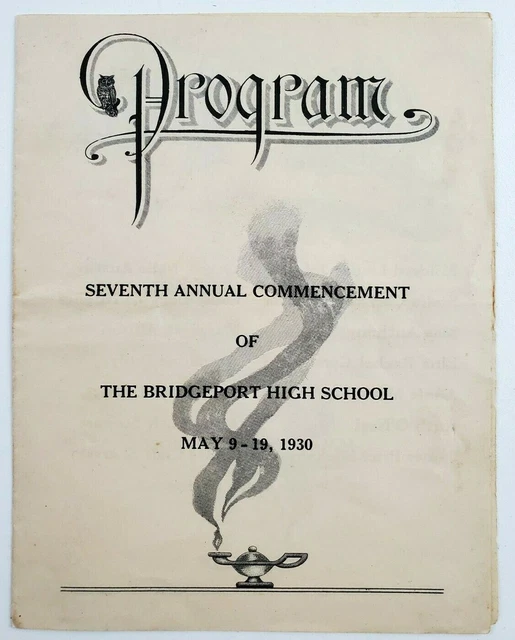 Program
SEVENTH ANNUAL COMMENCEMENT
OF
THE BRIDGEPORT HIGH SCHOOL
MAY 9-19, 1930